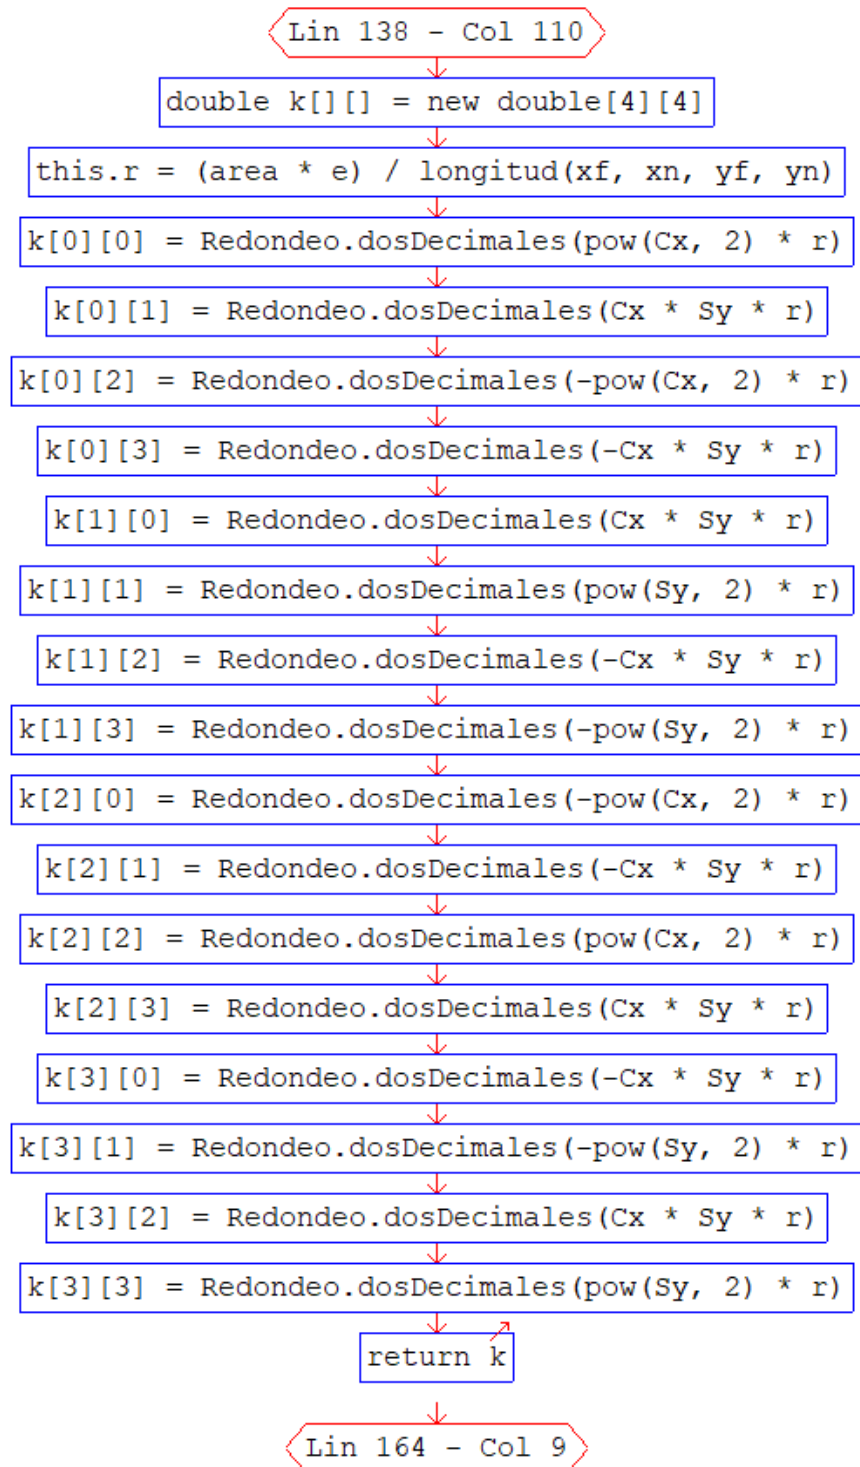 Lin 138 - Col 110
double k[][] = new double[4][4]
this.r = (area * e) / longitud(xf, xn, yf, yn)
k[0][0] = Redondeo.dosDecimales(pow(Cx, 2) * r)
k[0][1] = Redondeo.dosDecimales(Cx * Sy * r)
k[0][2] = Redondeo.dosDecimales(-pow(Cx, 2) * r)
k[0][3] = Redondeo.dosDecimales(-Cx * Sy * r)
k[1][0] = Redondeo.dosDecimales(Cx * Sy * r)
k[1][1] = Redondeo.dosDecimales(pow(Sy, 2) * r)
k[1][2] = Redondeo.dosDecimales(-Cx * Sy * r)
k[1][3] = Redondeo.dosDecimales(-pow(Sy, 2) * r)
k[2][0] = Redondeo.dosDecimales(-pow(Cx, 2) * r)
k[2][1] = Redondeo.dosDecimales(-Cx * Sy * r)
k[2][2] = Redondeo.dosDecimales(pow(Cx, 2) * r)
k[2][3] = Redondeo.dosDecimales(Cx * Sy * r)
k[3][0] = Redondeo.dosDecimales(-Cx * Sy * r)
k[3][1] = Redondeo.dosDecimales(-pow(Sy, 2) * r)
k[3][2] = Redondeo.dosDecimales(Cx * Sy * r)
k[3][3] = Redondeo.dosDecimales(pow(Sy, 2) * r)
return k
Lin 164 - Col 9